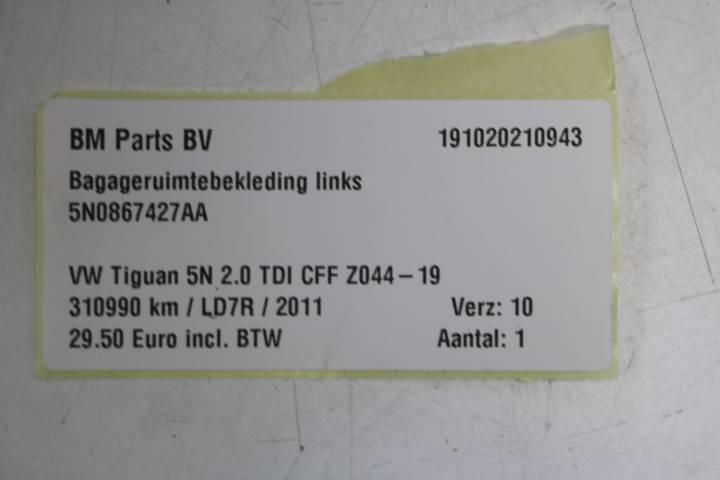 BM Parts BV 191020210943
Bagageruimtebekleding links
5N0867427AA
VW Tiguan 5N 2.0 TDI CFF Z044-19
310990 km / LD7R / 2011 Verz: 10
29.50 Euro incl. BTW Aantal: 1